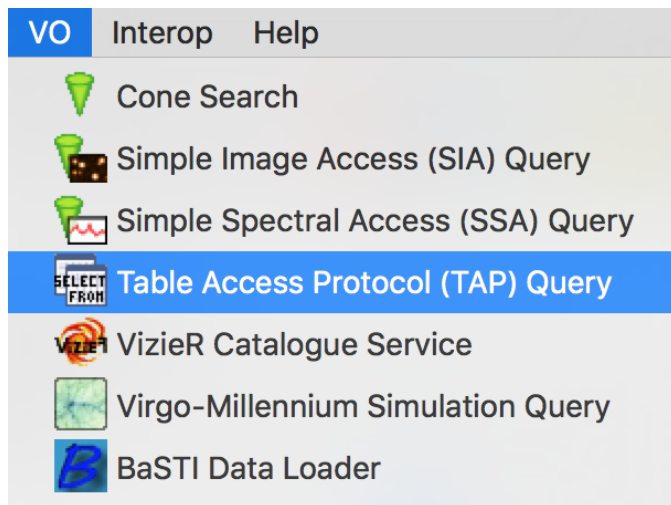 VO Interop Help
Cone Search
Simple Image Access (SIA) Query
Simple Spectral Access (SSA) Query
SELECT
FROM
Table Access Protocol (TAP) Query
VizieR
VizieR Catalogue Service
Virgo-Millennium Simulation Query
B
BaSTI Data Loader